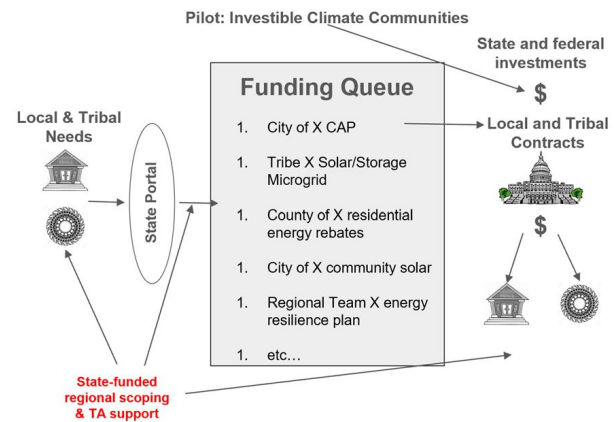 Pilot: Investible Climate Communities
State and federal
investments
$
Funding Queue
Local & Tribal
Needs
State Portal
1. City of X CAP
1. Tribe X Solar/Storage
Microgrid
1. County of X residential
energy rebates
1. City of X community solar
1. Regional Team X energy
resilience plan
1. etc...
Local and Tribal
Contracts
$
State-funded
regional scoping
& TA support